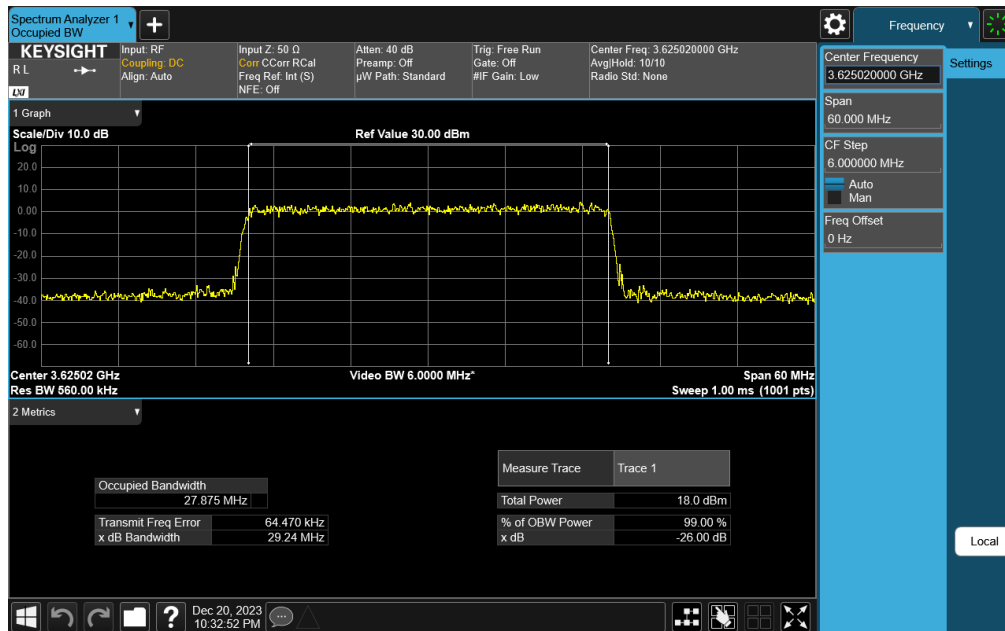 Spectrum Analyzer 1
Occupied BW
Frequency
KEYSIGHT
R L
LXI
Input: RF
Coupling: DC
Align: Auto
Input Z: 50 Ω
Corr CCorr RCal
Freq Ref: Int (S)
NFE: Off
Atten: 40 dB
Preamp: Off
µW Path: Standard
Trig: Free Run
Gate: Off
#IF Gain: Low
Center Freq: 3.625020000 GHz
Avg|Hold: 10/10
Radio Std: None
Center Frequency
3.625020000 GHz
Settings
Span
60.000 MHz
CF Step
6.000000 MHz
Auto
Man
Freq Offset
0 Hz
Local
1 Graph
Scale/Div 10.0 dB
Ref Value 30.00 dBm
Log
20.0
10.0
0.00
-10.0
-20.0
-30.0
-40.0
-50.0
-60.0
Center 3.62502 GHz
Video BW 6.0000 MHz*
Span 60 MHz
Res BW 560.00 kHz
Sweep 1.00 ms (1001 pts)
2 Metrics
Occupied Bandwidth
27.875 MHz
Transmit Freq Error 64.470 kHz
x dB Bandwidth 29.24 MHz
Measure Trace Trace 1
Total Power 18.0 dBm
% of OBW Power 99.00 %
x dB -26.00 dB
Dec 20, 2023
10:32:52 PM